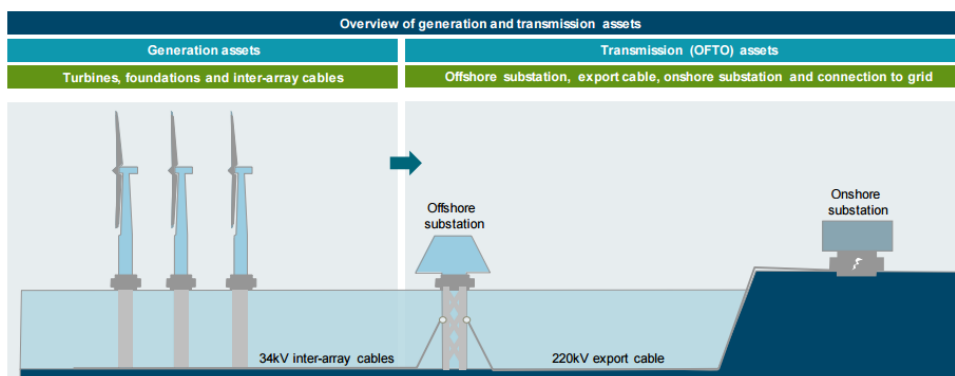 Overview of generation and transmission assets
Generation assets
Transmission (OFTO) assets
Turbines, foundations and inter-array cables
Offshore substation, export cable, onshore substation and connection to grid
Offshore
substation
Onshore
substation
34kV inter-array cables
220kV export cable